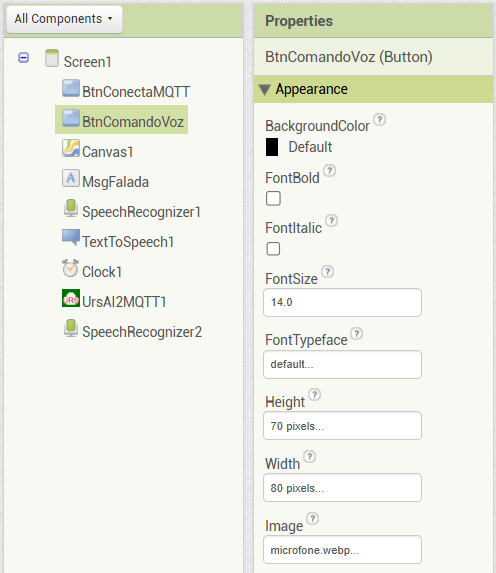 All Components
Screen1
BtnConectaMQTT
BtnComandoVoz
Canvas1
MsgFalada
SpeechRecognizer1
TextToSpeech1
Clock1
UrsAI2MQTT1
SpeechRecognizer2
Properties
BtnComandoVoz (Button)
Appearance
BackgroundColor ?
Default
FontBold ?
FontItalic ?
FontSize ?
14.0
FontTypeface ?
default...
Height ?
70 pixels...
Width ?
80 pixels...
Image ?
microfone.webp...